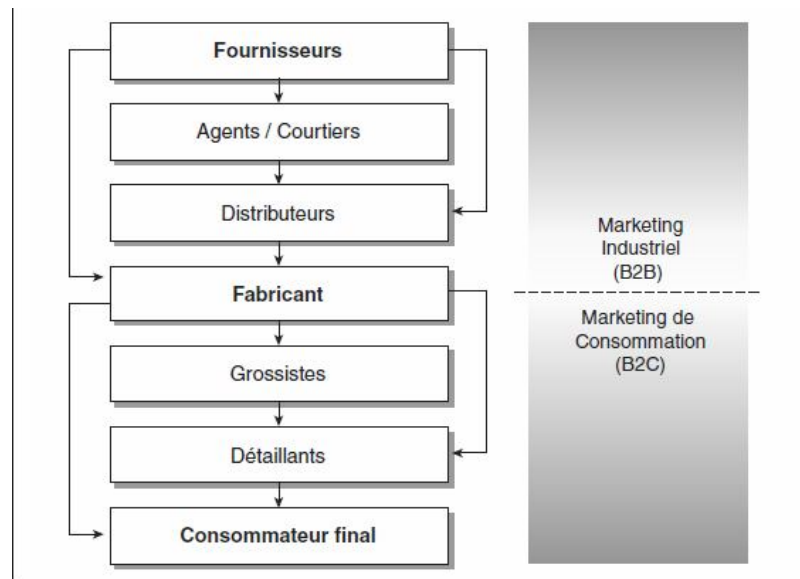 Fournisseurs
Agents / Courtiers
Distributeurs
Fabricant
Grossistes
Détaillants
Consommateur final
Marketing
Industriel
(B2B)
Marketing de
Consommation
(B2C)